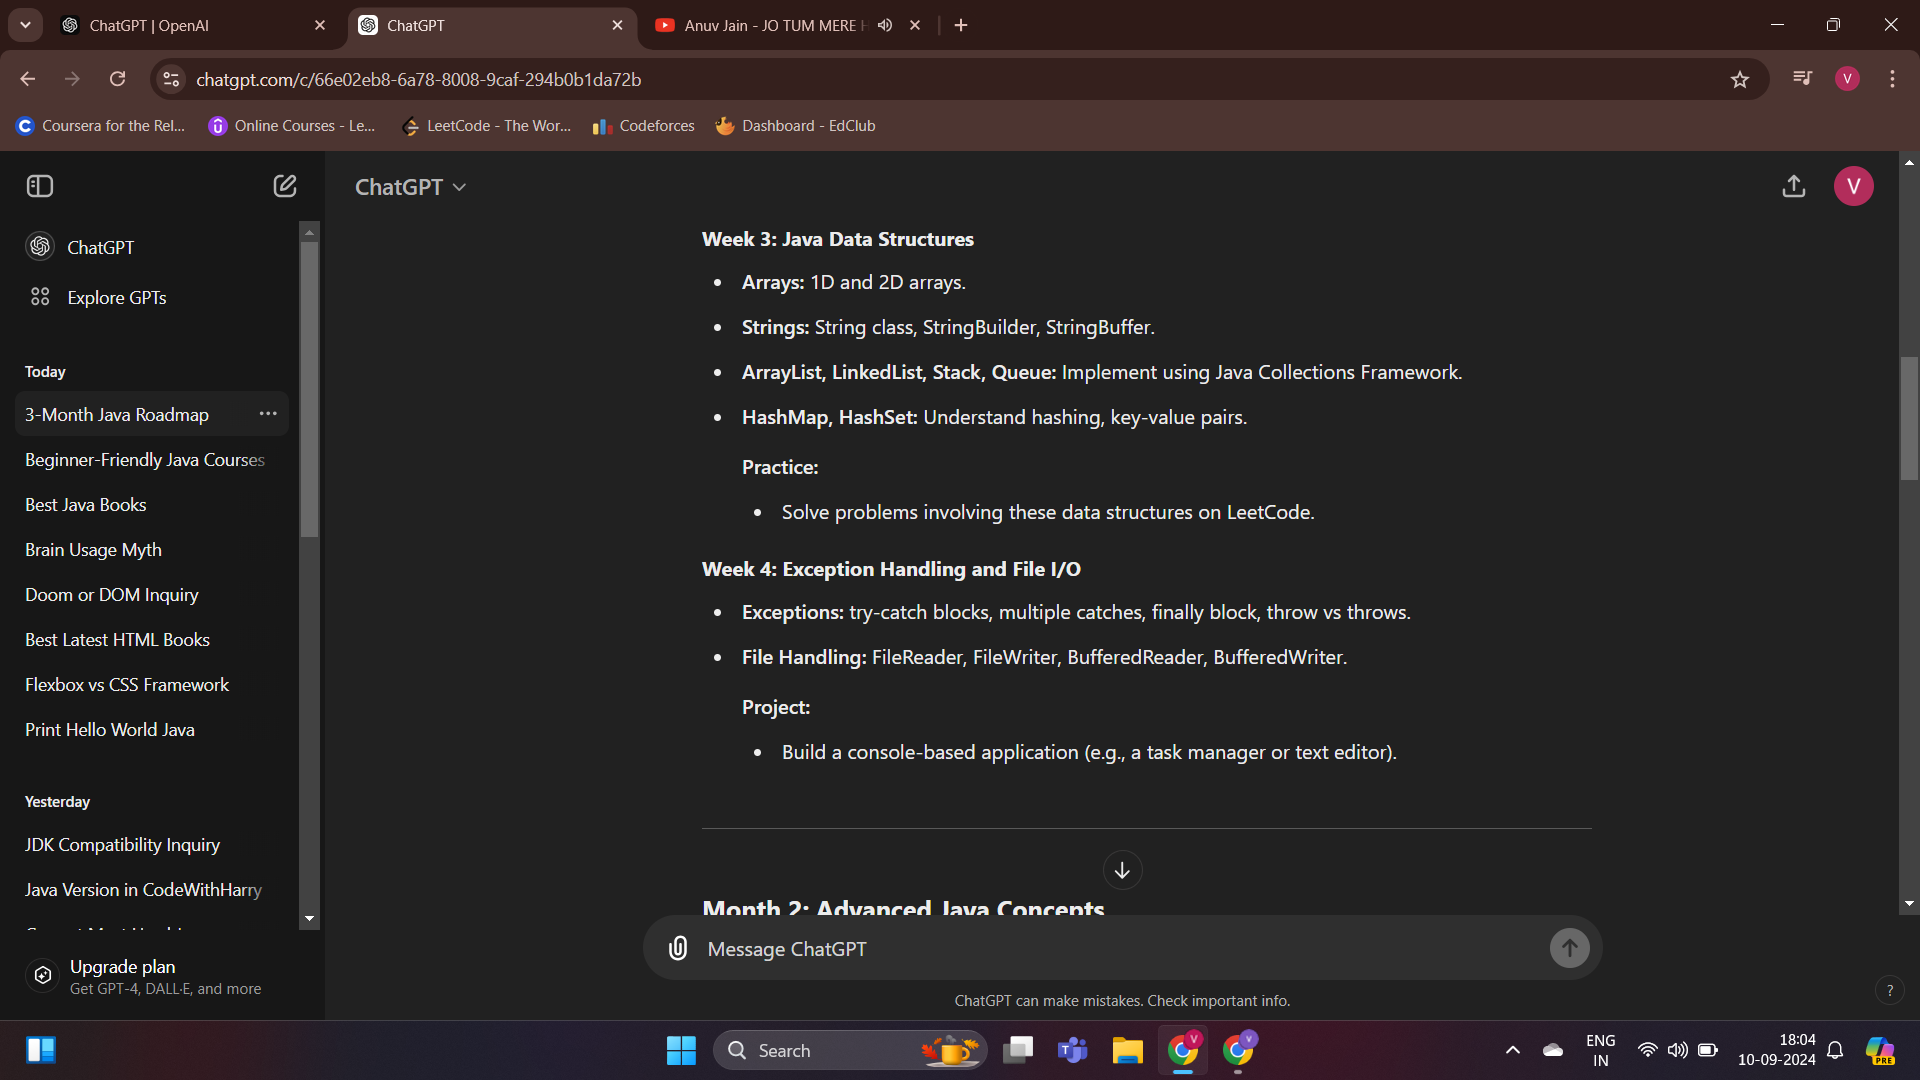 ChatGPT | OpenAI
ChatGPT
Anuv Jain - JO TUM MERE
chatgpt.com/c/66e02eb8-6a78-8008-9caf-294b0b1da72b
V
Coursera for the Rel...
Online Courses - Le...
LeetCode - The Wor...
Codeforces
Dashboard - EdClub
ChatGPT
Explore GPTs
Today
3-Month Java Roadmap
Beginner-Friendly Java Courses
Best Java Books
Brain Usage Myth
Doom or DOM Inquiry
Best Latest HTML Books
Flexbox vs CSS Framework
Print Hello World Java
Yesterday
JDK Compatibility Inquiry
Java Version in CodeWithHarry
Upgrade plan
Get GPT-4, DALL·E, and more
ChatGPT
V
Week 3: Java Data Structures
• Arrays: 1D and 2D arrays.
• Strings: String class, StringBuilder, StringBuffer.
• ArrayList, LinkedList, Stack, Queue: Implement using Java Collections Framework.
• HashMap, HashSet: Understand hashing, key-value pairs.
Practice:
• Solve problems involving these data structures on LeetCode.
Week 4: Exception Handling and File I/O
• Exceptions: try-catch blocks, multiple catches, finally block, throw vs throws.
• File Handling: FileReader, FileWriter, BufferedReader, BufferedWriter.
Project:
• Build a console-based application (e.g., a task manager or text editor).
Month 2: Advanced Java Concepts
Message ChatGPT
ChatGPT can make mistakes. Check important info.
?
Search
V
V
ENG
IN
18:04
10-09-2024
PRE